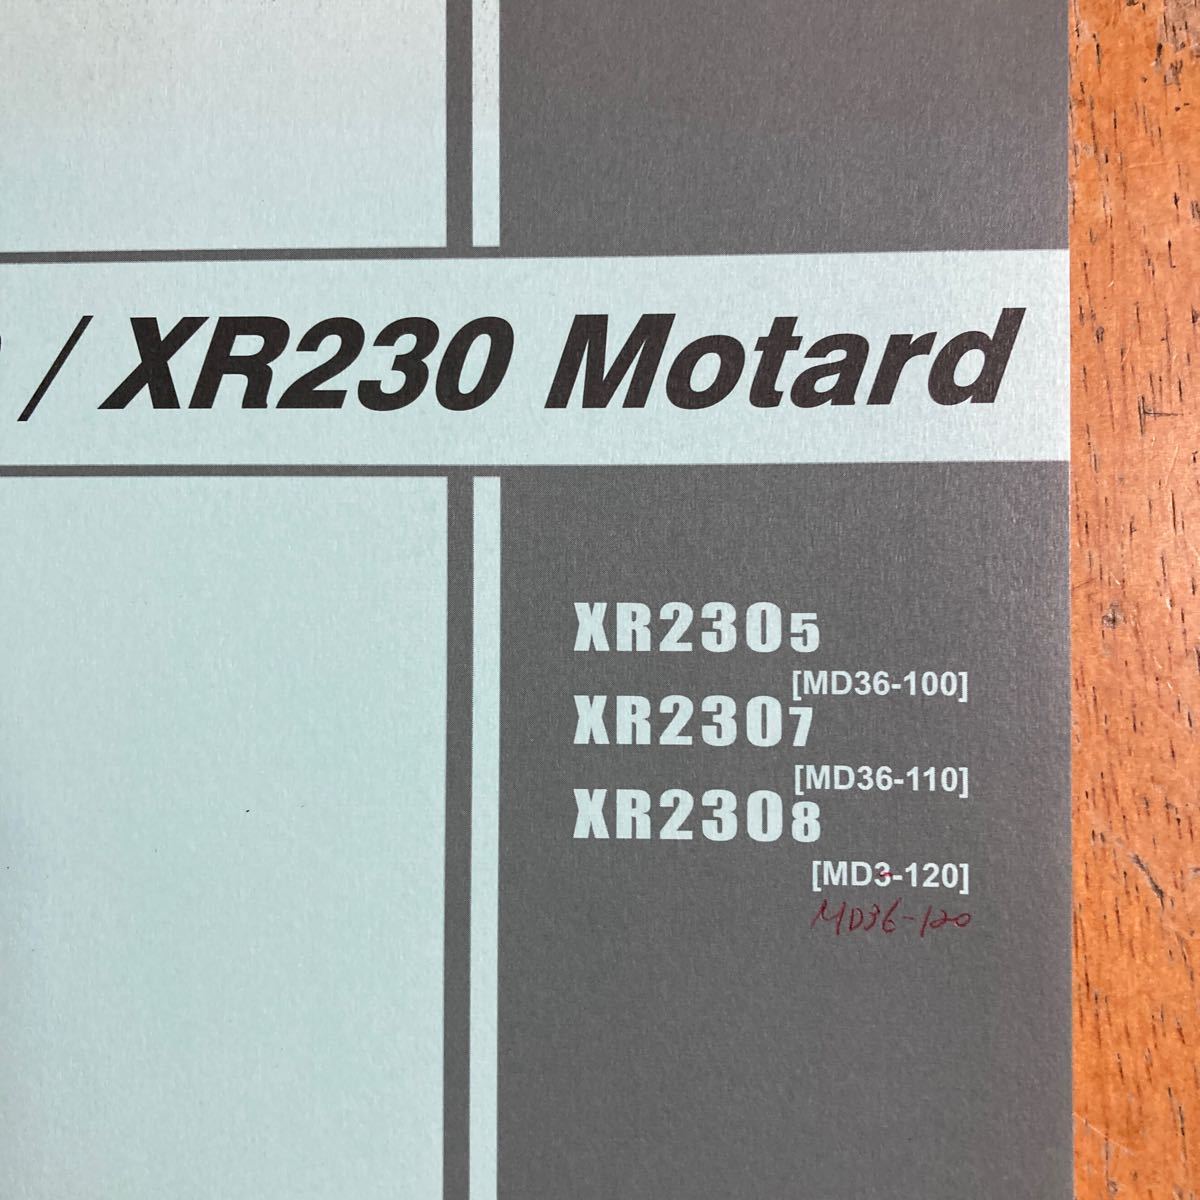 / XR230 Motard
XR2305
[MD36-100]
XR2307
[MD36-110]
XR2308
[MD3-120]
MD36-120